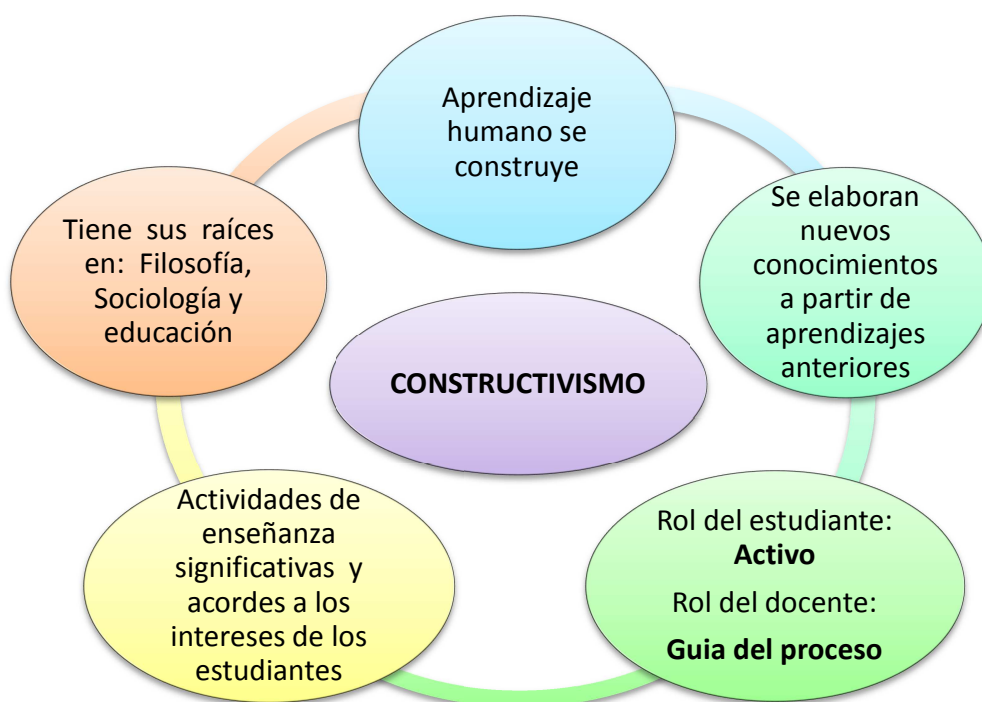 Aprendizaje
humano se
construye
Se elaboran
nuevos
conocimientos
a partir de
aprendizajes
anteriores
Rol del estudiante:
Activo
Rol del docente:
Guia del proceso
Actividades de
enseñanza
significativas y
acordes a los
intereses de los
estudiantes
Tiene sus raíces
en: Filosofía,
Sociología y
educación
CONSTRUCTIVISMO